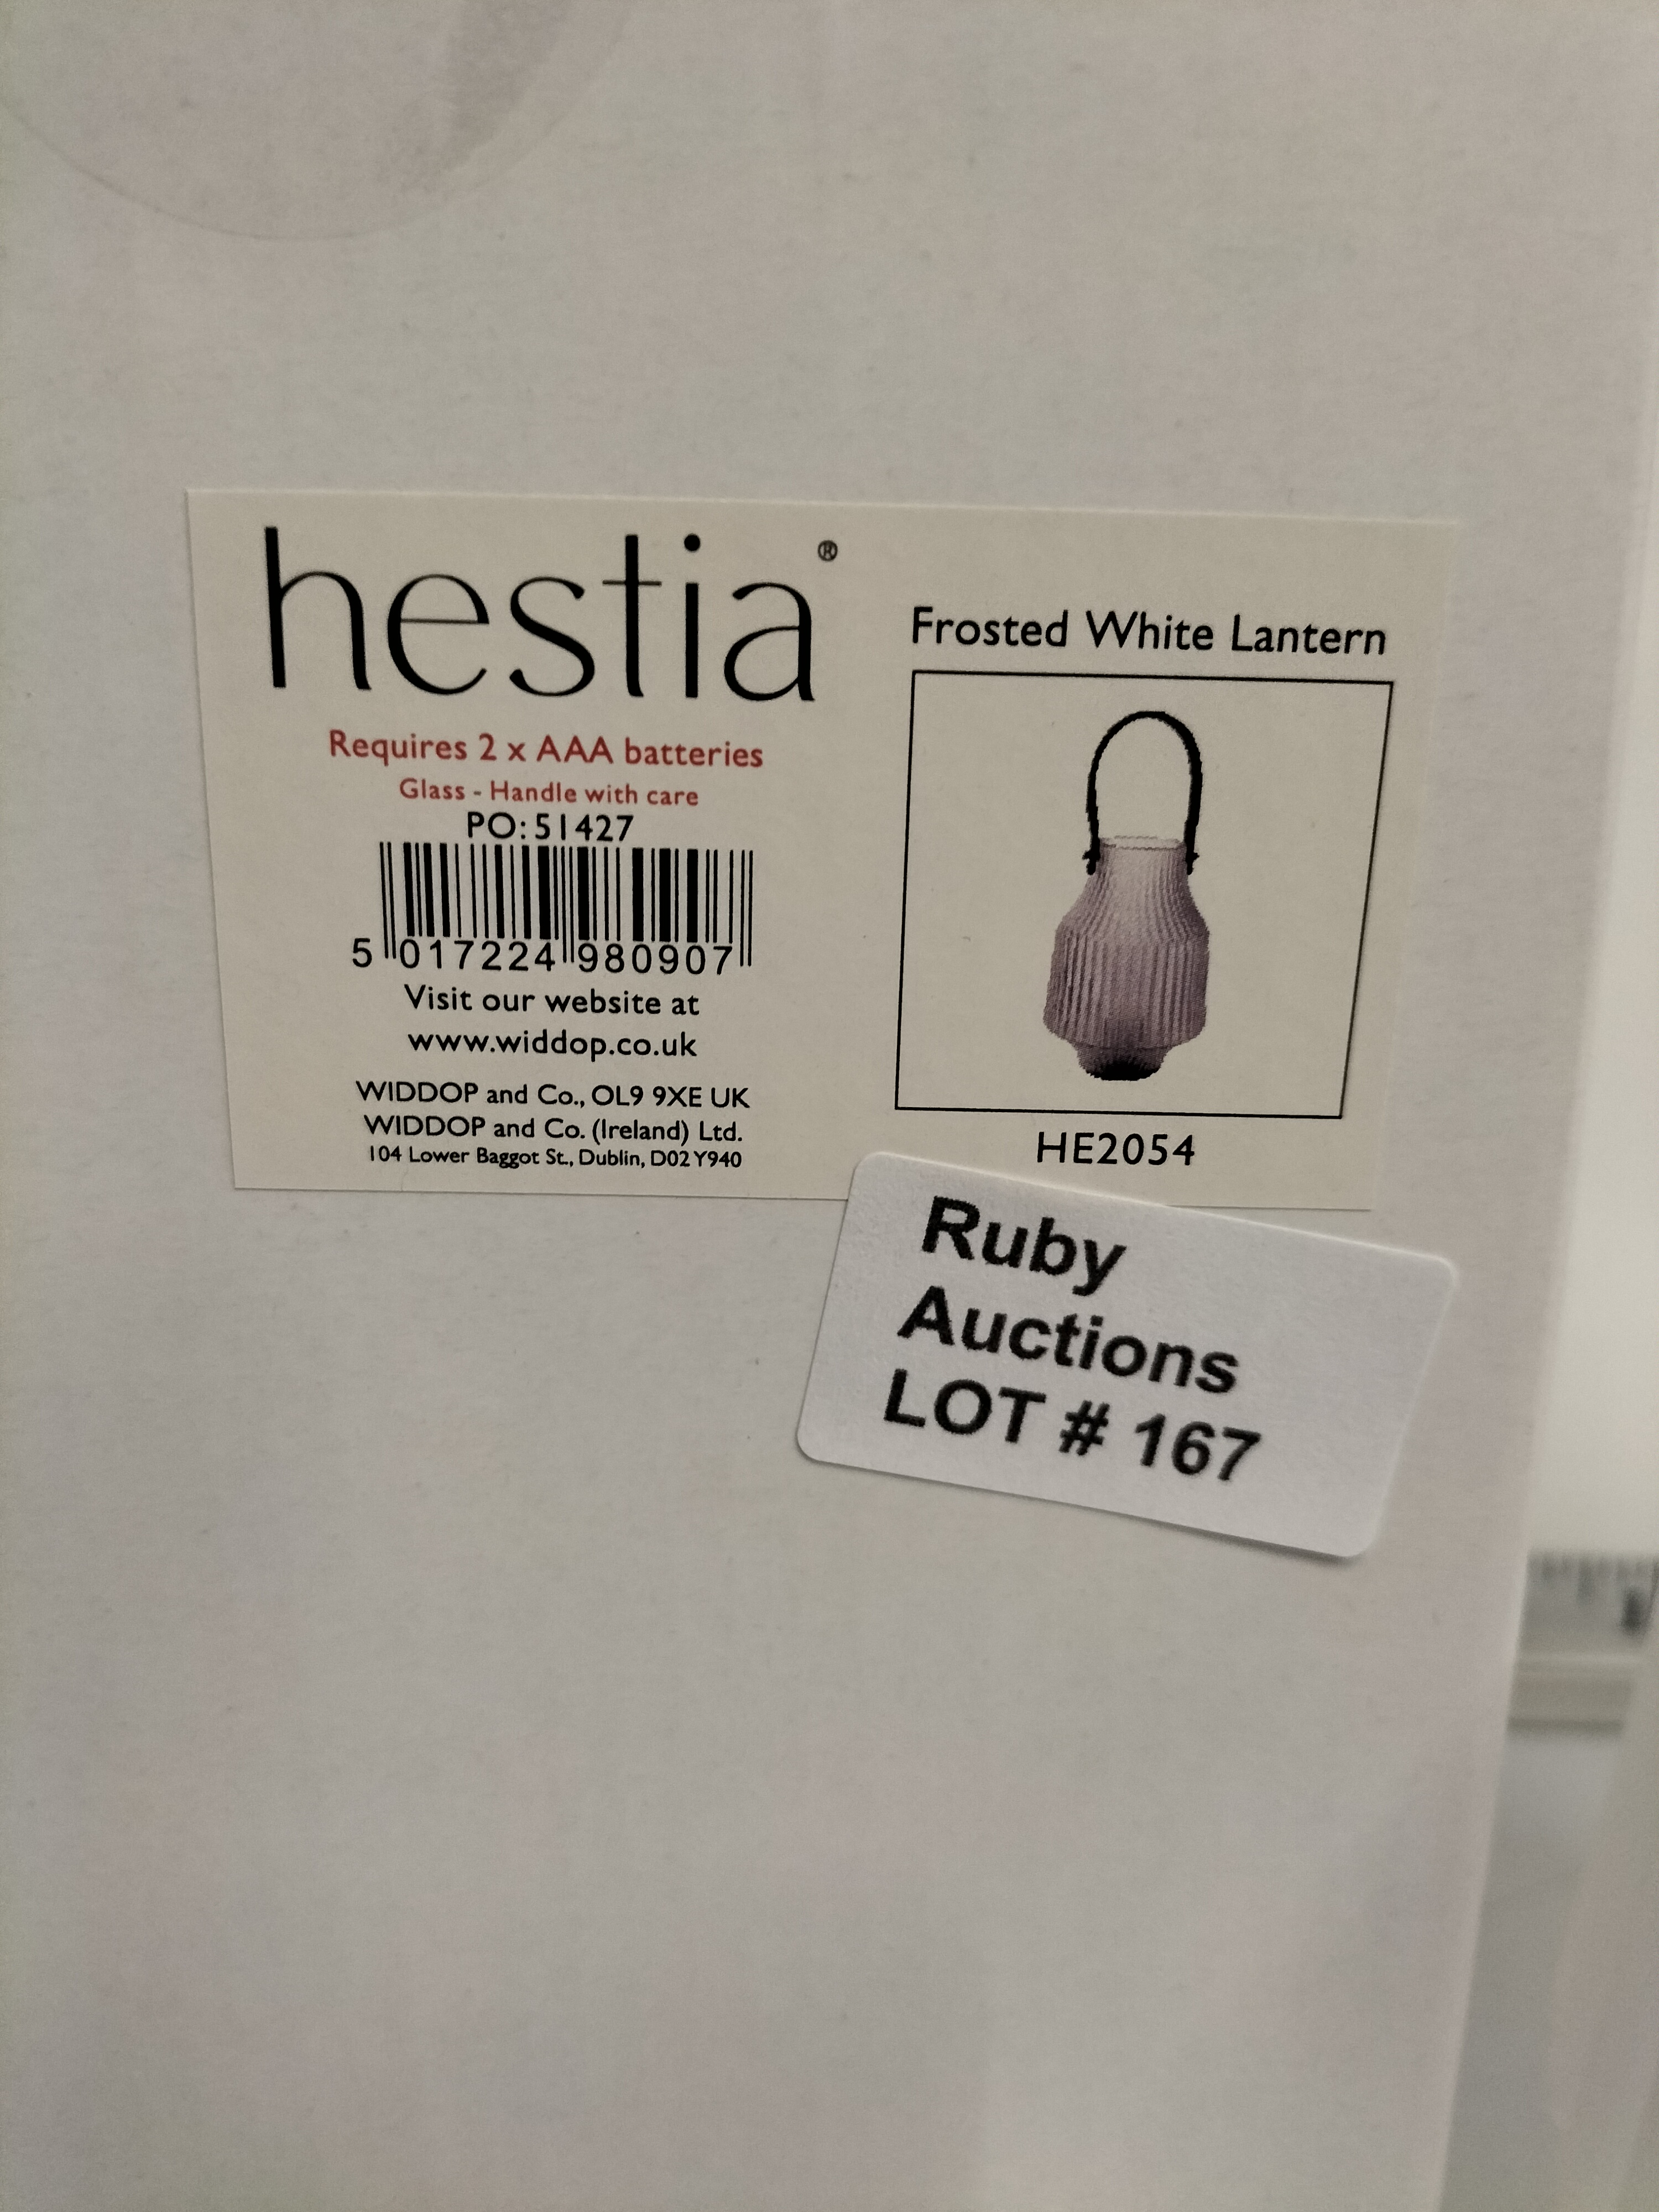 hestia®
Requires 2 x AAA batteries
Glass - Handle with care
PO: 51427
5 017224 980907
Visit our website at
www.widdop.co.uk
WIDDOP and Co., OL9 9XE UK
WIDDOP and Co. (Ireland) Ltd.
104 Lower Baggot St., Dublin, D02 Y940
Frosted White Lantern
HE2054
Ruby
Auctions
LOT # 167